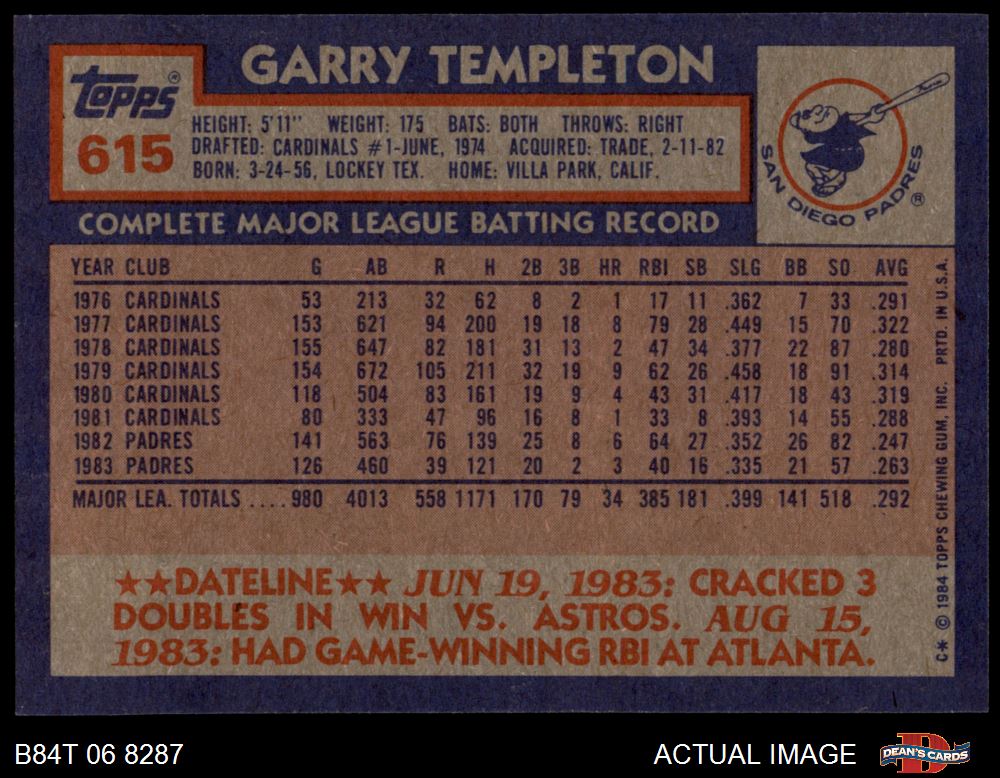 GARRY TEMPLETON
Topps®
615
HEIGHT: 5'11" WEIGHT: 175 BATS: BOTH THROWS: RIGHT
DRAFTED: CARDINALS #1-JUNE, 1974 ACQUIRED: TRADE, 2-11-82
BORN: 3-24-56, LOCKEY TEX. HOME: VILLA PARK, CALIF.
SAN DIEGO PADRES ®
COMPLETE MAJOR LEAGUE BATTING RECORD
YEAR CLUB G AB R H 2B 3B HR RBI SB SLG BB SO AVG
1976 CARDINALS 53 213 32 62 8 2 1 17 11 .362 7 33 .291
1977 CARDINALS 153 621 94 200 19 18 8 79 28 .449 15 70 .322
1978 CARDINALS 155 647 82 181 31 13 2 47 34 .377 22 87 .280
1979 CARDINALS 154 672 105 211 32 19 9 62 26 .458 18 91 .314
1980 CARDINALS 118 504 83 161 19 9 4 43 31 .417 18 43 .319
1981 CARDINALS 80 333 47 96 16 8 1 33 8 .393 14 55 .288
1982 PADRES 141 563 76 139 25 8 6 64 27 .352 26 82 .247
1983 PADRES 126 460 39 121 20 2 3 40 16 .335 21 57 .263
MAJOR LEA. TOTALS ....980 4013 558 1171 170 79 34 385 181 .399 141 518 .292
★★DATELINE★★ JUN 19, 1983: CRACKED 3
DOUBLES IN WIN VS. ASTROS. AUG 15,
1983: HAD GAME-WINNING RBI AT ATLANTA.
C* © 1984 TOPPS CHEWING GUM, INC. PRTD. IN U.S.A.
B84T 06 8287
ACTUAL IMAGE
DEAN'S CARDS